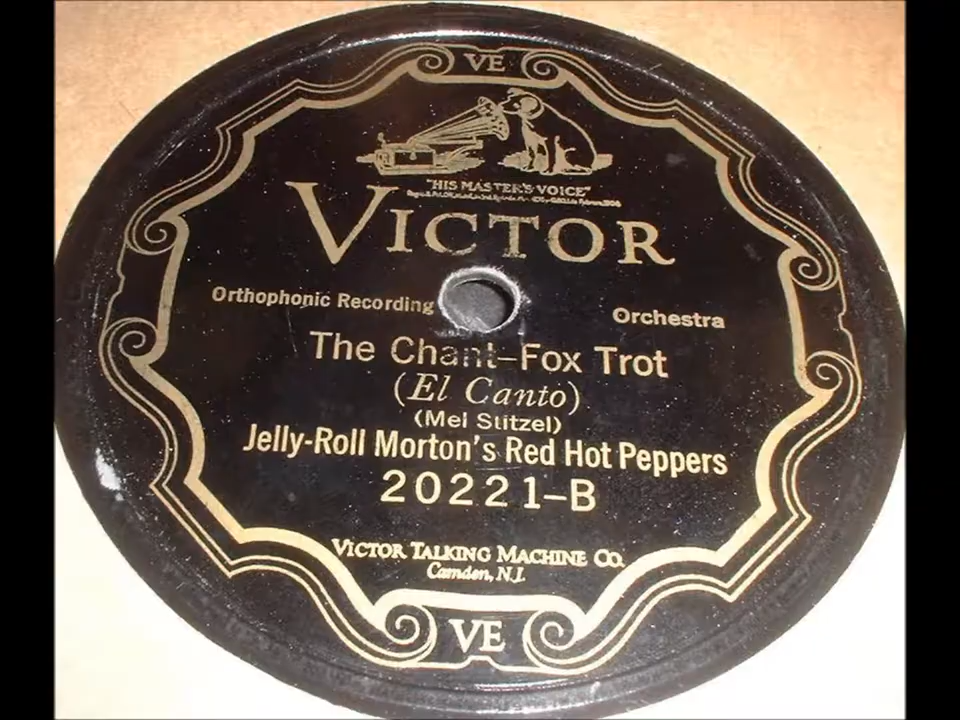 VE
"HIS MASTER'S VOICE"
VICTOR
Orthophonic Recording
Orchestra
The Chant–Fox Trot
(El Canto)
(Mel Stitzel)
Jelly-Roll Morton's Red Hot Peppers
20221–B
VICTOR TALKING MACHINE CO.
Camden, N.J.
VE